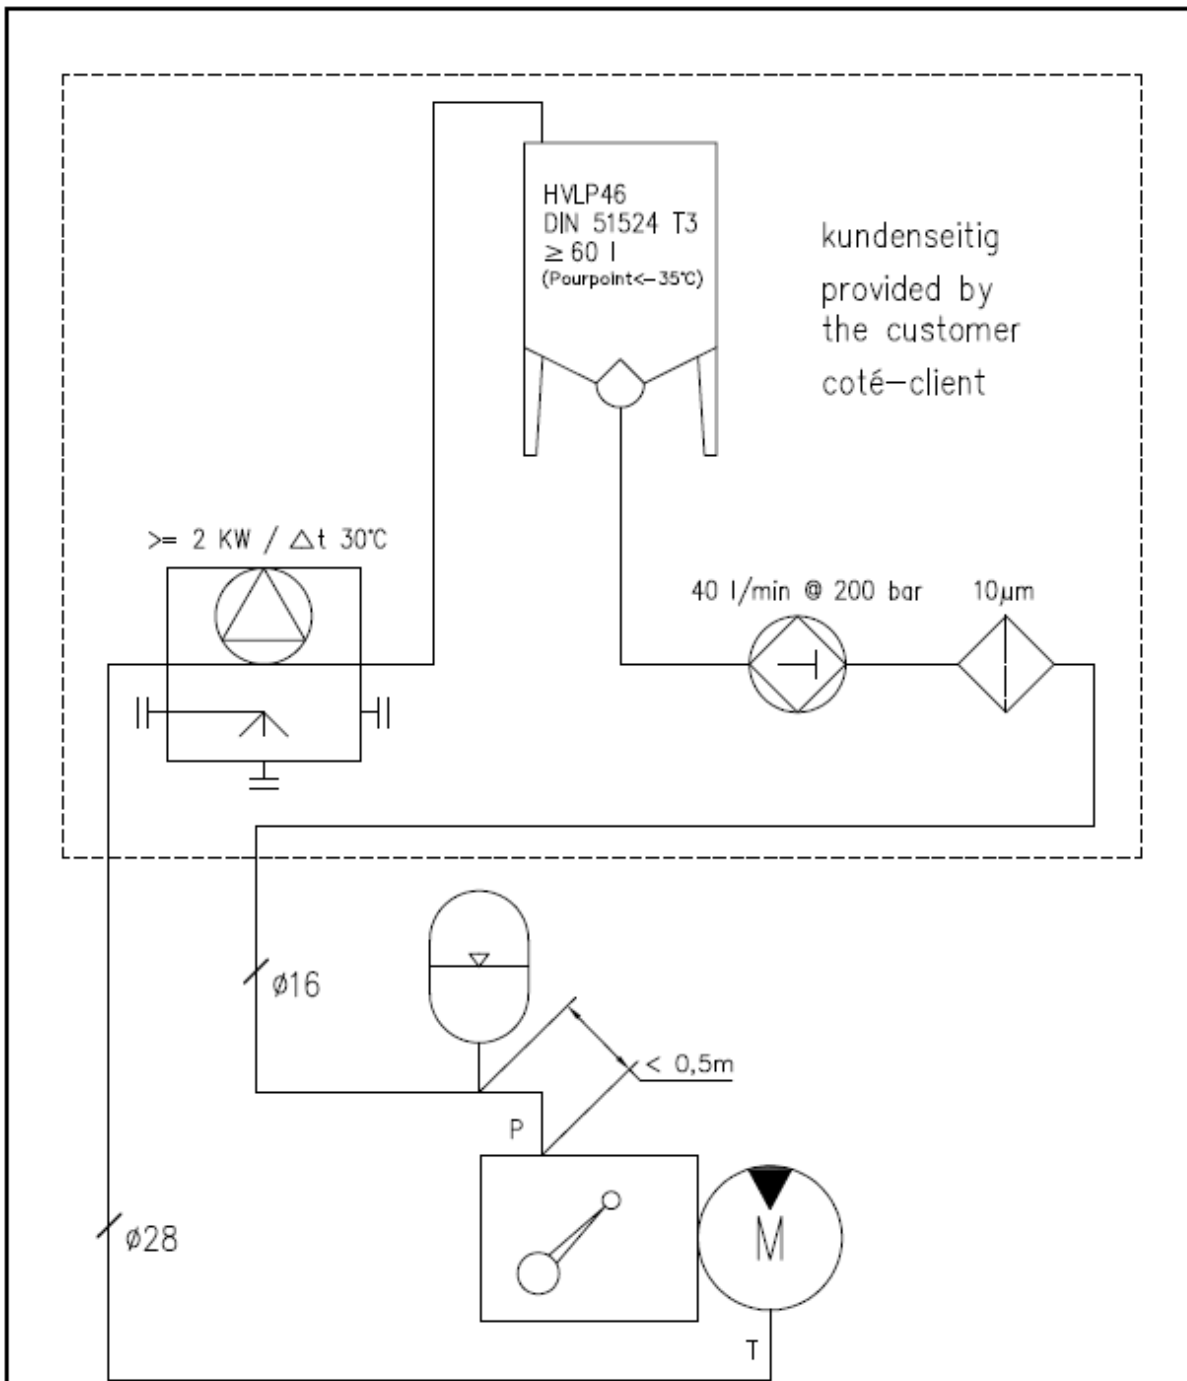 HVLP46
DIN 51524 T3
≥ 60 l
(Pourpoint<−35°C)
kundenseitig
provided by
the customer
coté−client
>= 2 KW / △t 30°C
40 l/min @ 200 bar
10μm
ø16
< 0,5m
P
ø28
M
T